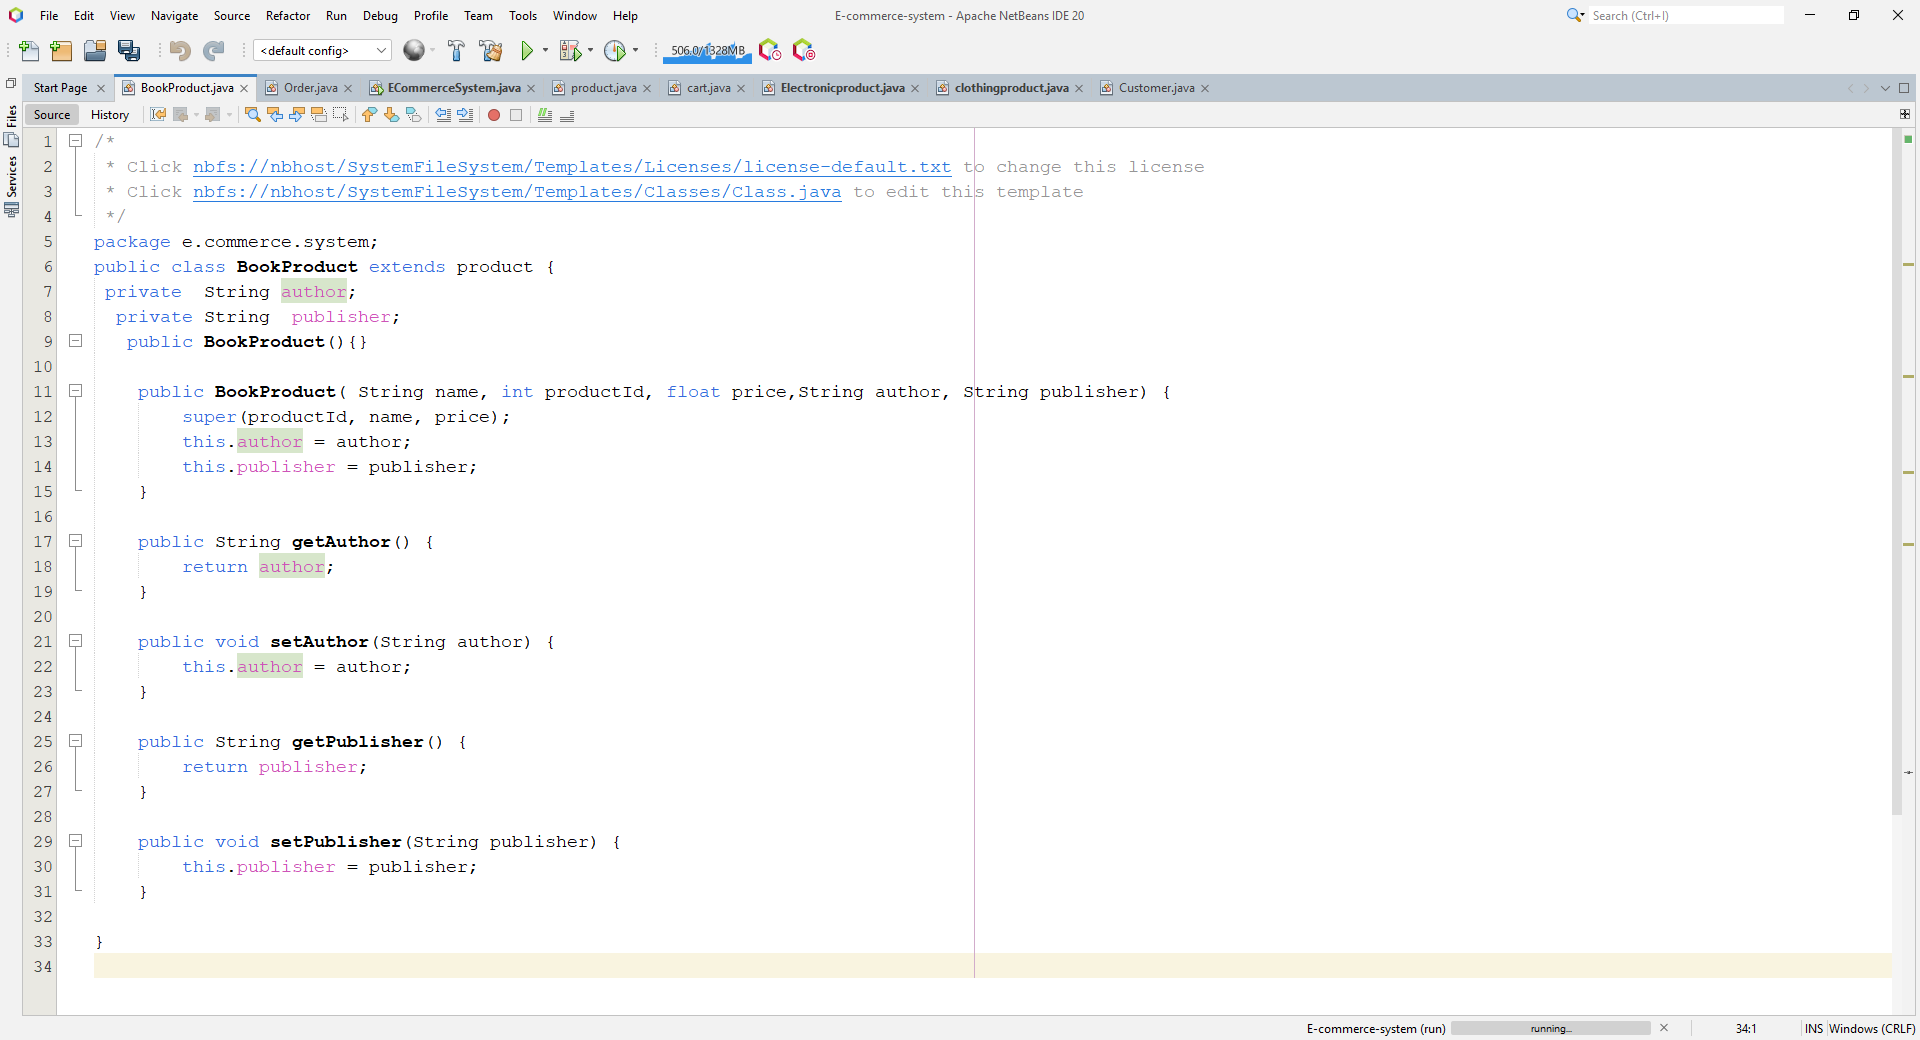 File Edit View Navigate Source Refactor Run Debug Profile Team Tools Window Help E-commerce-system - Apache NetBeans IDE 20 Search (Ctrl+I)
<default config> 506.0/1328MB
Start Page BookProduct.java Order.java ECommerceSystem.java product.java cart.java Electronicproduct.java clothingproduct.java Customer.java
Source History
Files
Services
1 /*
2 * Click nbfs://nbhost/SystemFileSystem/Templates/Licenses/license-default.txt to change this license
3 * Click nbfs://nbhost/SystemFileSystem/Templates/Classes/Class.java to edit this template
4 */
5 package e.commerce.system;
6 public class BookProduct extends product {
7 private  String author;
8 private String  publisher;
9 public BookProduct(){}
10
11 public BookProduct( String name, int productId, float price,String author, String publisher) {
12 super(productId, name, price);
13 this.author = author;
14 this.publisher = publisher;
15 }
16
17 public String getAuthor() {
18 return author;
19 }
20
21 public void setAuthor(String author) {
22 this.author = author;
23 }
24
25 public String getPublisher() {
26 return publisher;
27 }
28
29 public void setPublisher(String publisher) {
30 this.publisher = publisher;
31 }
32
33 }
34
E-commerce-system (run) running... 34:1 INS Windows (CRLF)